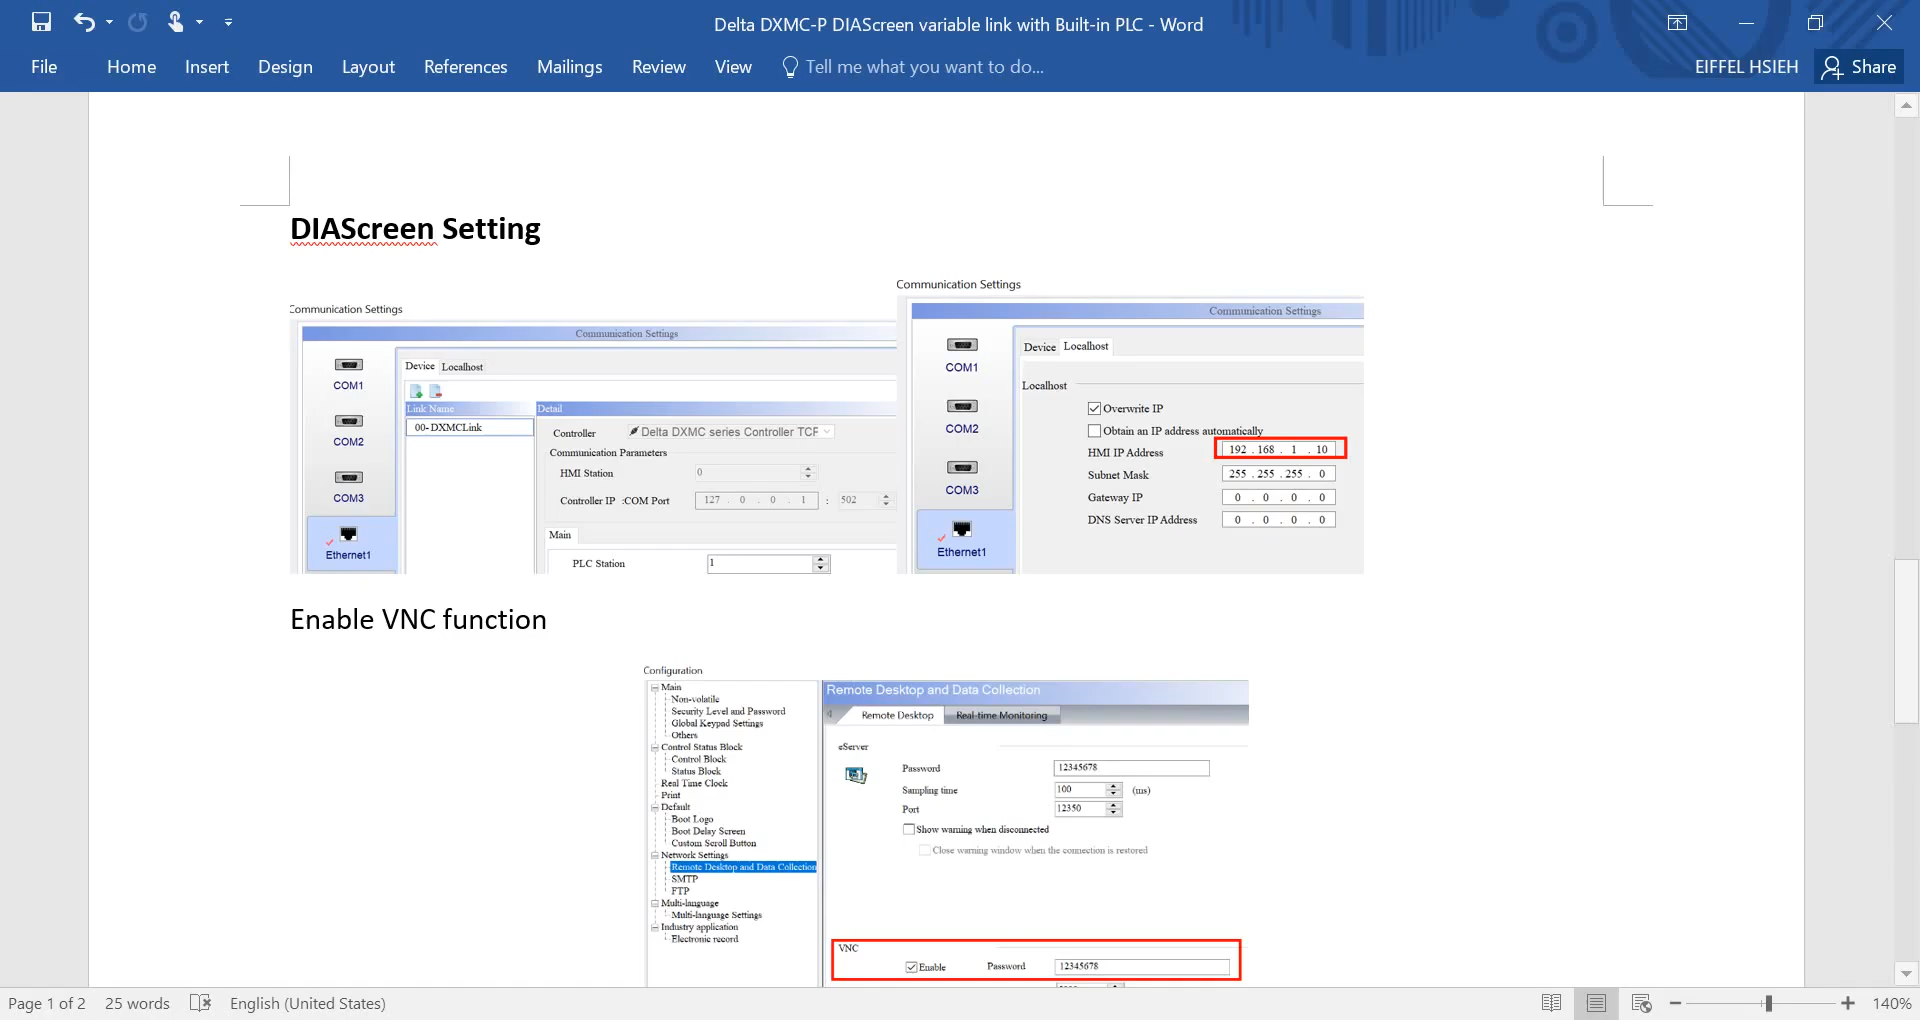 Delta DXMC-P DIAScreen variable link with Built-in PLC - Word
File Home Insert Design Layout References Mailings Review View Tell me what you want to do... EIFFEL HSIEH Share
DIAScreen Setting
Communication Settings
Communication Settings
COM1
COM2
COM3
Ethernet1
Device Localhost
Link Name Detail
00- DXMCLink
Controller Delta DXMC series Controller TCP
Communication Parameters
HMI Station 0
Controller IP :COM Port 127 . 0 . 0 . 1 : 502
Main
PLC Station 1
Communication Settings
Communication Settings
COM1
COM2
COM3
Ethernet1
Device Localhost
Localhost
Overwrite IP
Obtain an IP address automatically
HMI IP Address 192 . 168 . 1 . 10
Subnet Mask 255 . 255 . 255 . 0
Gateway IP 0 . 0 . 0 . 0
DNS Server IP Address 0 . 0 . 0 . 0
Enable VNC function
Configuration
Main
Non-volatile
Security Level and Password
Global Keypad Settings
Others
Control Status Block
Control Block
Status Block
Real Time Clock
Print
Default
Boot Logo
Boot Delay Screen
Custom Scroll Button
Network Settings
Remote Desktop and Data Collection
SMTP
FTP
Multi-language
Multi-language Settings
Industry application
Electronic record
Remote Desktop and Data Collection
Remote Desktop Real-time Monitoring
eServer
Password 12345678
Sampling time 100 (ms)
Port 12350
Show warning when disconnected
Close warning window when the connection is restored
VNC
Enable Password 12345678
Page 1 of 2 25 words English (United States) 140%